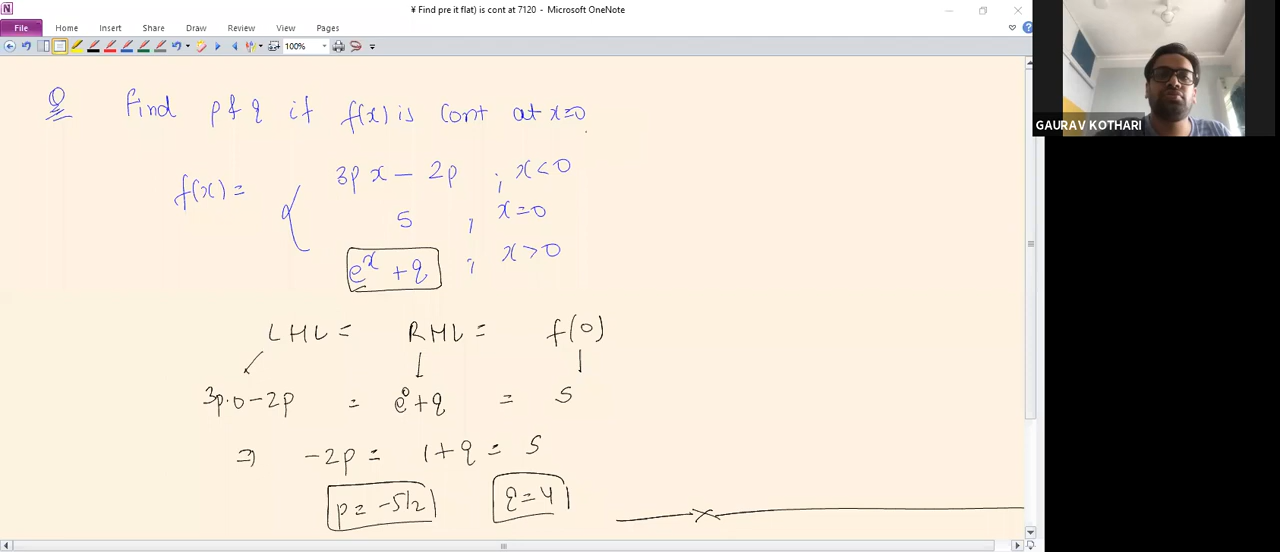 ¥ Find pre it flat) is cont at 7120 - Microsoft OneNote
File Home Insert Share Draw Review View Pages
100%
GAURAV KOTHARI
Q Find p & q if f(x) is cont at x=0
f(x) = { 3px - 2p ; x<0
5 ; x=0
e^x + q ; x>0
LHL = RHL = f(0)
3p.0-2p = e^0+q = 5
⇒ -2p = 1+q = 5
p = -5/2 q = 4